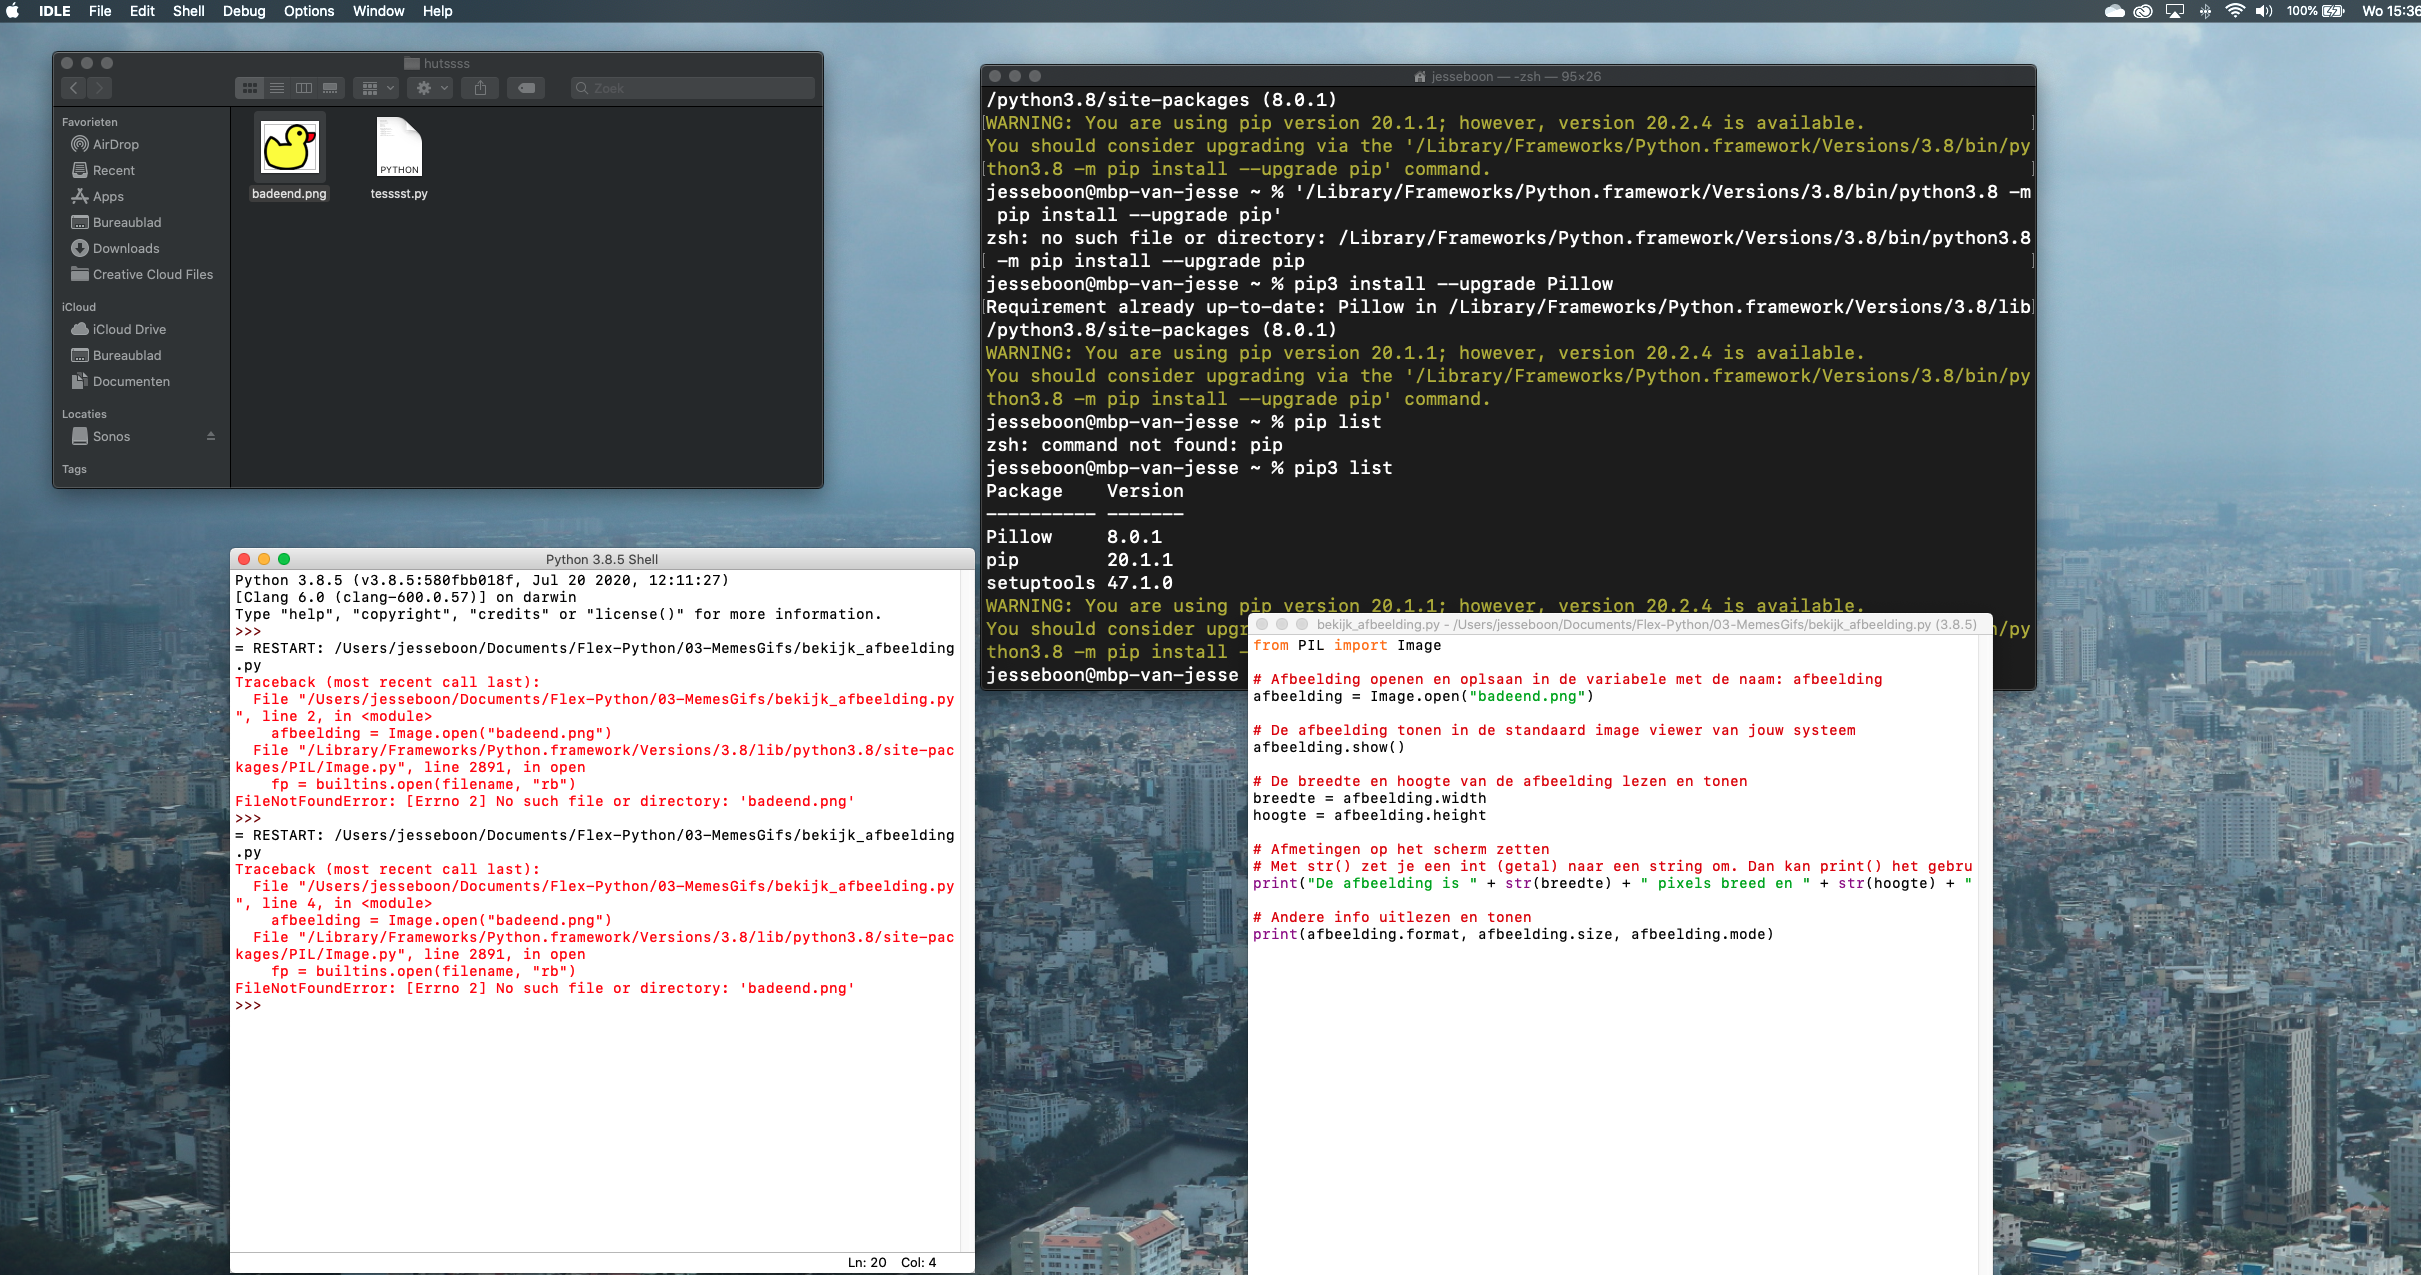 IDLE File Edit Shell Debug Options Window Help
100% Wo 15:36
hutssss
Zoek
Favorieten
AirDrop
Recent
Apps
Bureaublad
Downloads
Creative Cloud Files
iCloud
iCloud Drive
Bureaublad
Documenten
Locaties
Sonos
Tags
PYTHON
badeend.png tesssst.py
jesseboon — -zsh — 95×26
/python3.8/site-packages (8.0.1)
WARNING: You are using pip version 20.1.1; however, version 20.2.4 is available.
You should consider upgrading via the '/Library/Frameworks/Python.framework/Versions/3.8/bin/py
thon3.8 -m pip install --upgrade pip' command.
jesseboon@mbp-van-jesse ~ % '/Library/Frameworks/Python.framework/Versions/3.8/bin/python3.8 -m
pip install --upgrade pip'
zsh: no such file or directory: /Library/Frameworks/Python.framework/Versions/3.8/bin/python3.8
-m pip install --upgrade pip
jesseboon@mbp-van-jesse ~ % pip3 install --upgrade Pillow
Requirement already up-to-date: Pillow in /Library/Frameworks/Python.framework/Versions/3.8/lib
/python3.8/site-packages (8.0.1)
WARNING: You are using pip version 20.1.1; however, version 20.2.4 is available.
You should consider upgrading via the '/Library/Frameworks/Python.framework/Versions/3.8/bin/py
thon3.8 -m pip install --upgrade pip' command.
jesseboon@mbp-van-jesse ~ % pip list
zsh: command not found: pip
jesseboon@mbp-van-jesse ~ % pip3 list
Package Version
---------- -------
Pillow 8.0.1
pip 20.1.1
setuptools 47.1.0
WARNING: You are using pip version 20.1.1; however, version 20.2.4 is available.
You should consider upgr n/py
thon3.8 -m pip install -
jesseboon@mbp-van-jesse
Python 3.8.5 Shell
Python 3.8.5 (v3.8.5:580fbb018f, Jul 20 2020, 12:11:27)
[Clang 6.0 (clang-600.0.57)] on darwin
Type "help", "copyright", "credits" or "license()" for more information.
>>>
= RESTART: /Users/jesseboon/Documents/Flex-Python/03-MemesGifs/bekijk_afbeelding
.py
Traceback (most recent call last):
File "/Users/jesseboon/Documents/Flex-Python/03-MemesGifs/bekijk_afbeelding.py
", line 2, in <module>
afbeelding = Image.open("badeend.png")
File "/Library/Frameworks/Python.framework/Versions/3.8/lib/python3.8/site-pac
kages/PIL/Image.py", line 2891, in open
fp = builtins.open(filename, "rb")
FileNotFoundError: [Errno 2] No such file or directory: 'badeend.png'
>>>
= RESTART: /Users/jesseboon/Documents/Flex-Python/03-MemesGifs/bekijk_afbeelding
.py
Traceback (most recent call last):
File "/Users/jesseboon/Documents/Flex-Python/03-MemesGifs/bekijk_afbeelding.py
", line 4, in <module>
afbeelding = Image.open("badeend.png")
File "/Library/Frameworks/Python.framework/Versions/3.8/lib/python3.8/site-pac
kages/PIL/Image.py", line 2891, in open
fp = builtins.open(filename, "rb")
FileNotFoundError: [Errno 2] No such file or directory: 'badeend.png'
>>>
Ln: 20 Col: 4
bekijk_afbeelding.py - /Users/jesseboon/Documents/Flex-Python/03-MemesGifs/bekijk_afbeelding.py (3.8.5)
from PIL import Image
# Afbeelding openen en oplsaan in de variabele met de naam: afbeelding
afbeelding = Image.open("badeend.png")
# De afbeelding tonen in de standaard image viewer van jouw systeem
afbeelding.show()
# De breedte en hoogte van de afbeelding lezen en tonen
breedte = afbeelding.width
hoogte = afbeelding.height
# Afmetingen op het scherm zetten
# Met str() zet je een int (getal) naar een string om. Dan kan print() het gebru
print("De afbeelding is " + str(breedte) + " pixels breed en " + str(hoogte) + "
# Andere info uitlezen en tonen
print(afbeelding.format, afbeelding.size, afbeelding.mode)